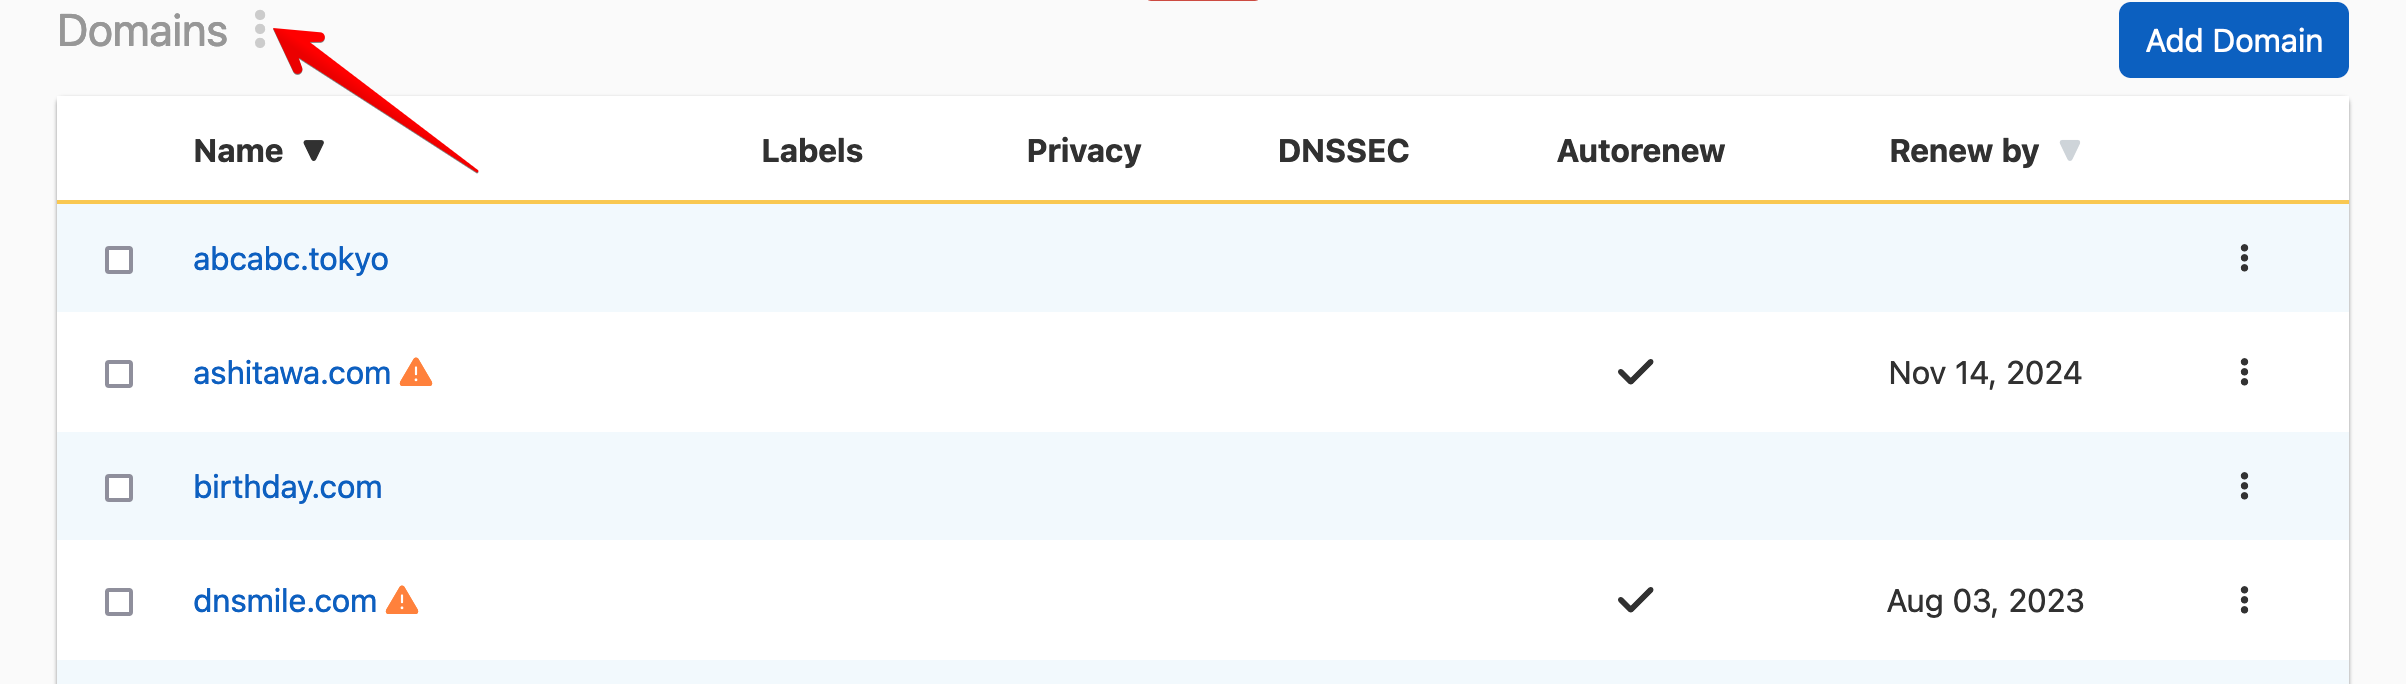 Domains
Add Domain
Name Labels Privacy DNSSEC Autorenew Renew by
abcabc.tokyo
ashitawa.com Nov 14, 2024
birthday.com
dnsmile.com Aug 03, 2023